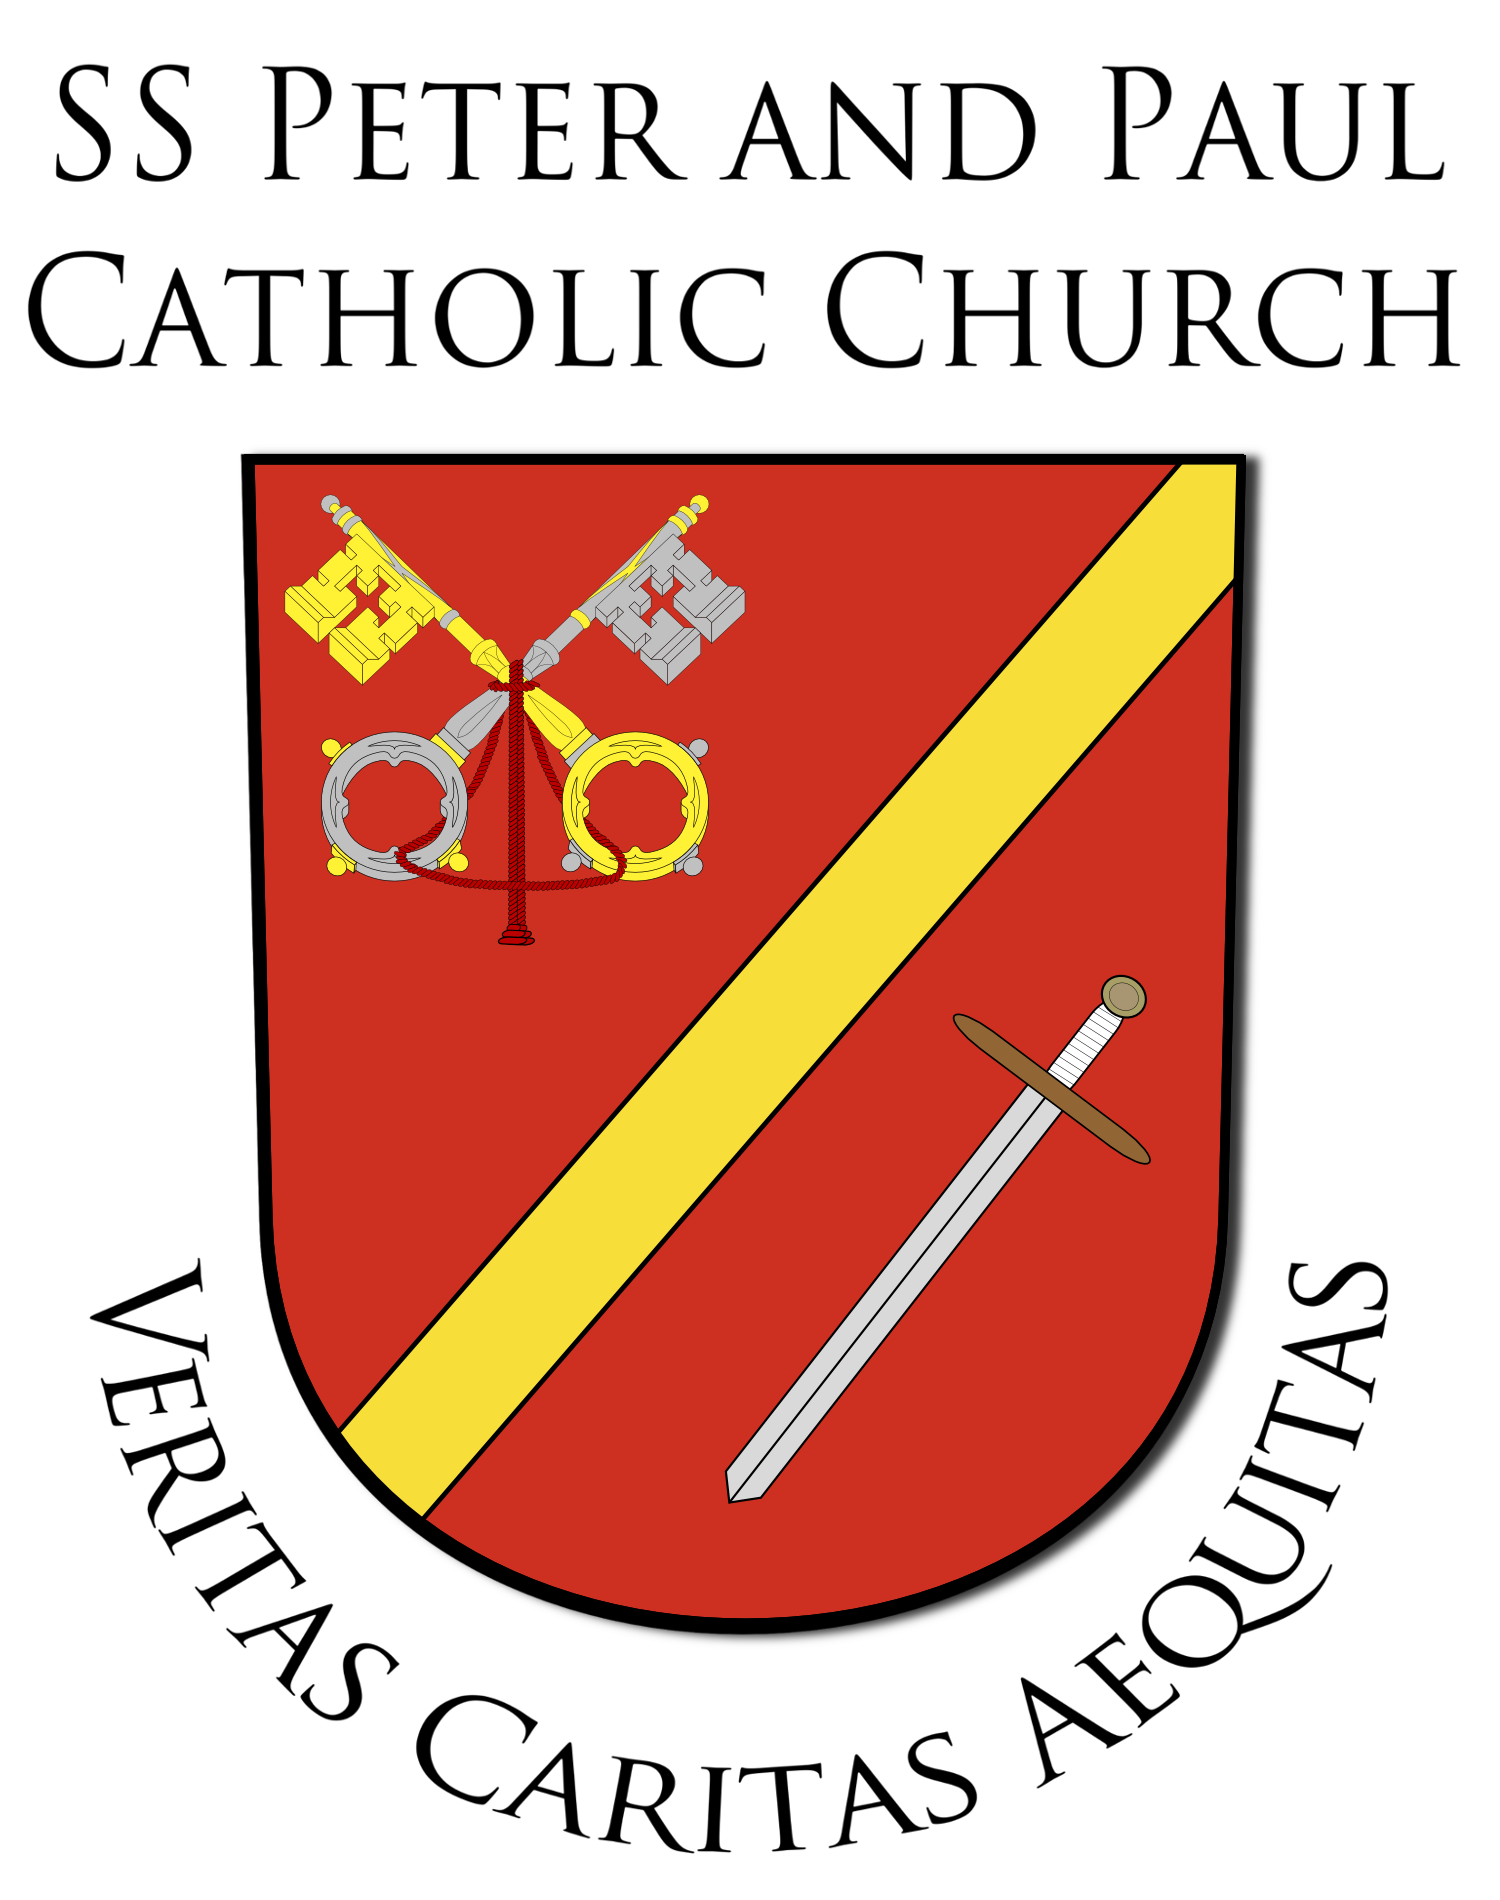 SS PETER AND PAUL
CATHOLIC CHURCH
VERITAS CARITAS AEQUITAS